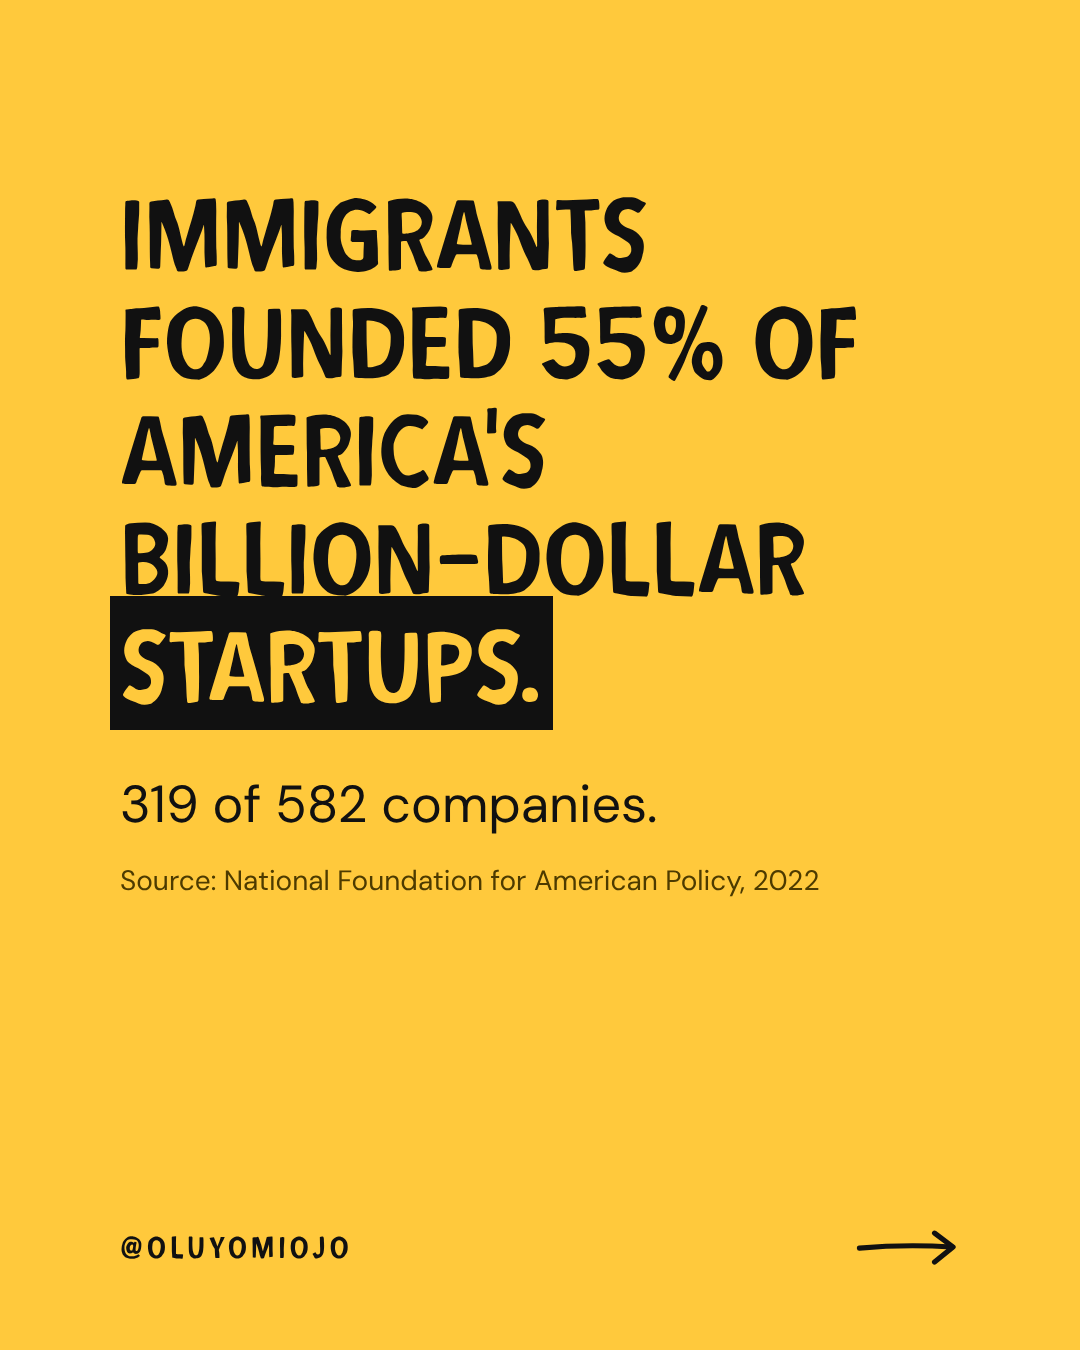 IMMIGRANTS
FOUNDED 55% OF
AMERICA'S
BILLION-DOLLAR
STARTUPS.
319 of 582 companies.
Source: National Foundation for American Policy, 2022
@OLUYOMIOJO